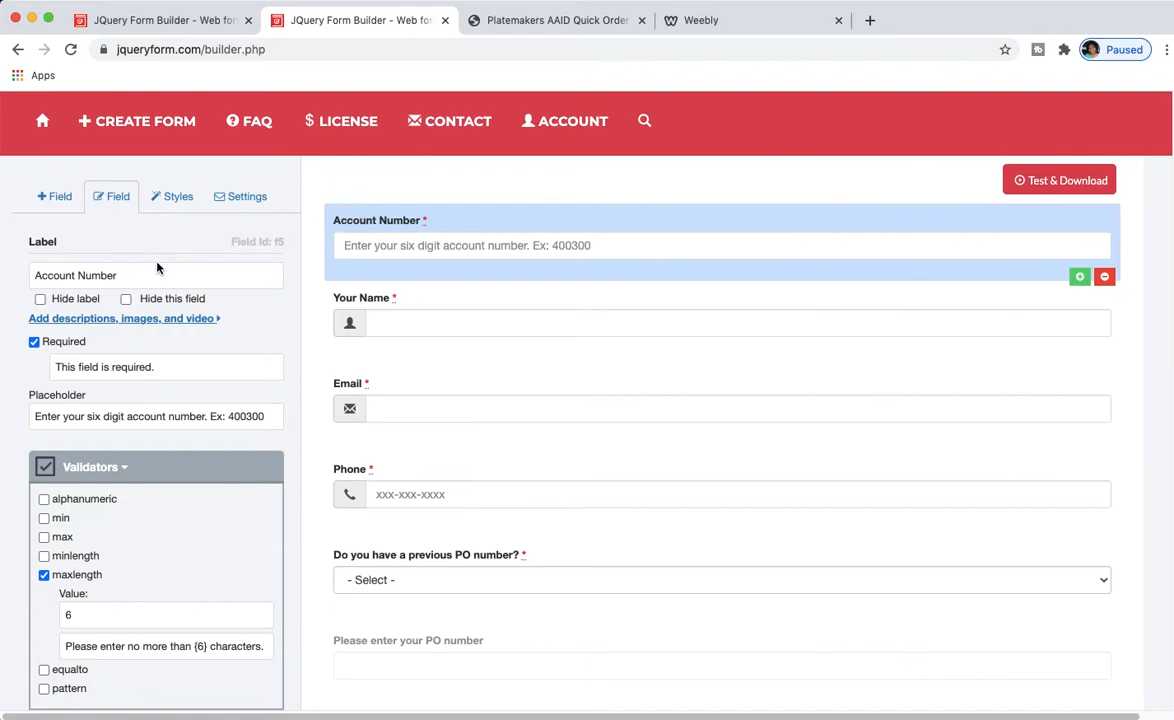 JQuery Form Builder - Web for
JQuery Form Builder - Web for
Platemakers AAID Quick Order
Weebly
jqueryform.com/builder.php
Paused
Apps
CREATE FORM
FAQ
$ LICENSE
CONTACT
ACCOUNT
+ Field
Field
Styles
Settings
Test & Download
Label
Field Id: f5
Account Number
Hide label
Hide this field
Add descriptions, images, and video
Required
This field is required.
Placeholder
Enter your six digit account number. Ex: 400300
Validators
alphanumeric
min
max
minlength
maxlength
Value:
6
Please enter no more than {6} characters.
equalto
pattern
Account Number *
Enter your six digit account number. Ex: 400300
Your Name *
Email *
Phone *
xxx-xxx-xxxx
Do you have a previous PO number? *
- Select -
Please enter your PO number